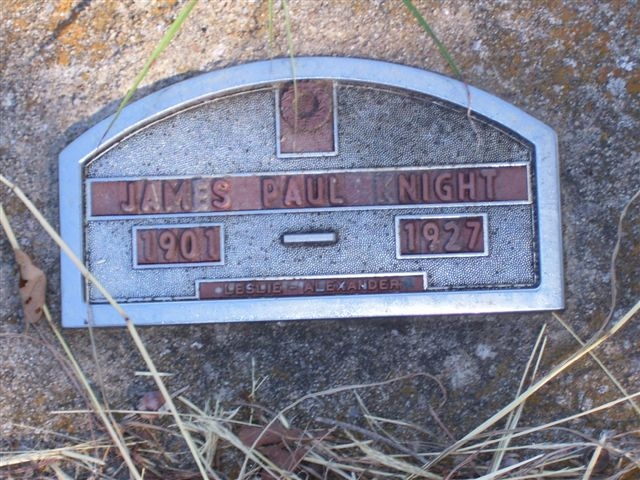 JAMES PAUL KNIGHT
1901 - 1927
LESLIE - ALEXANDER